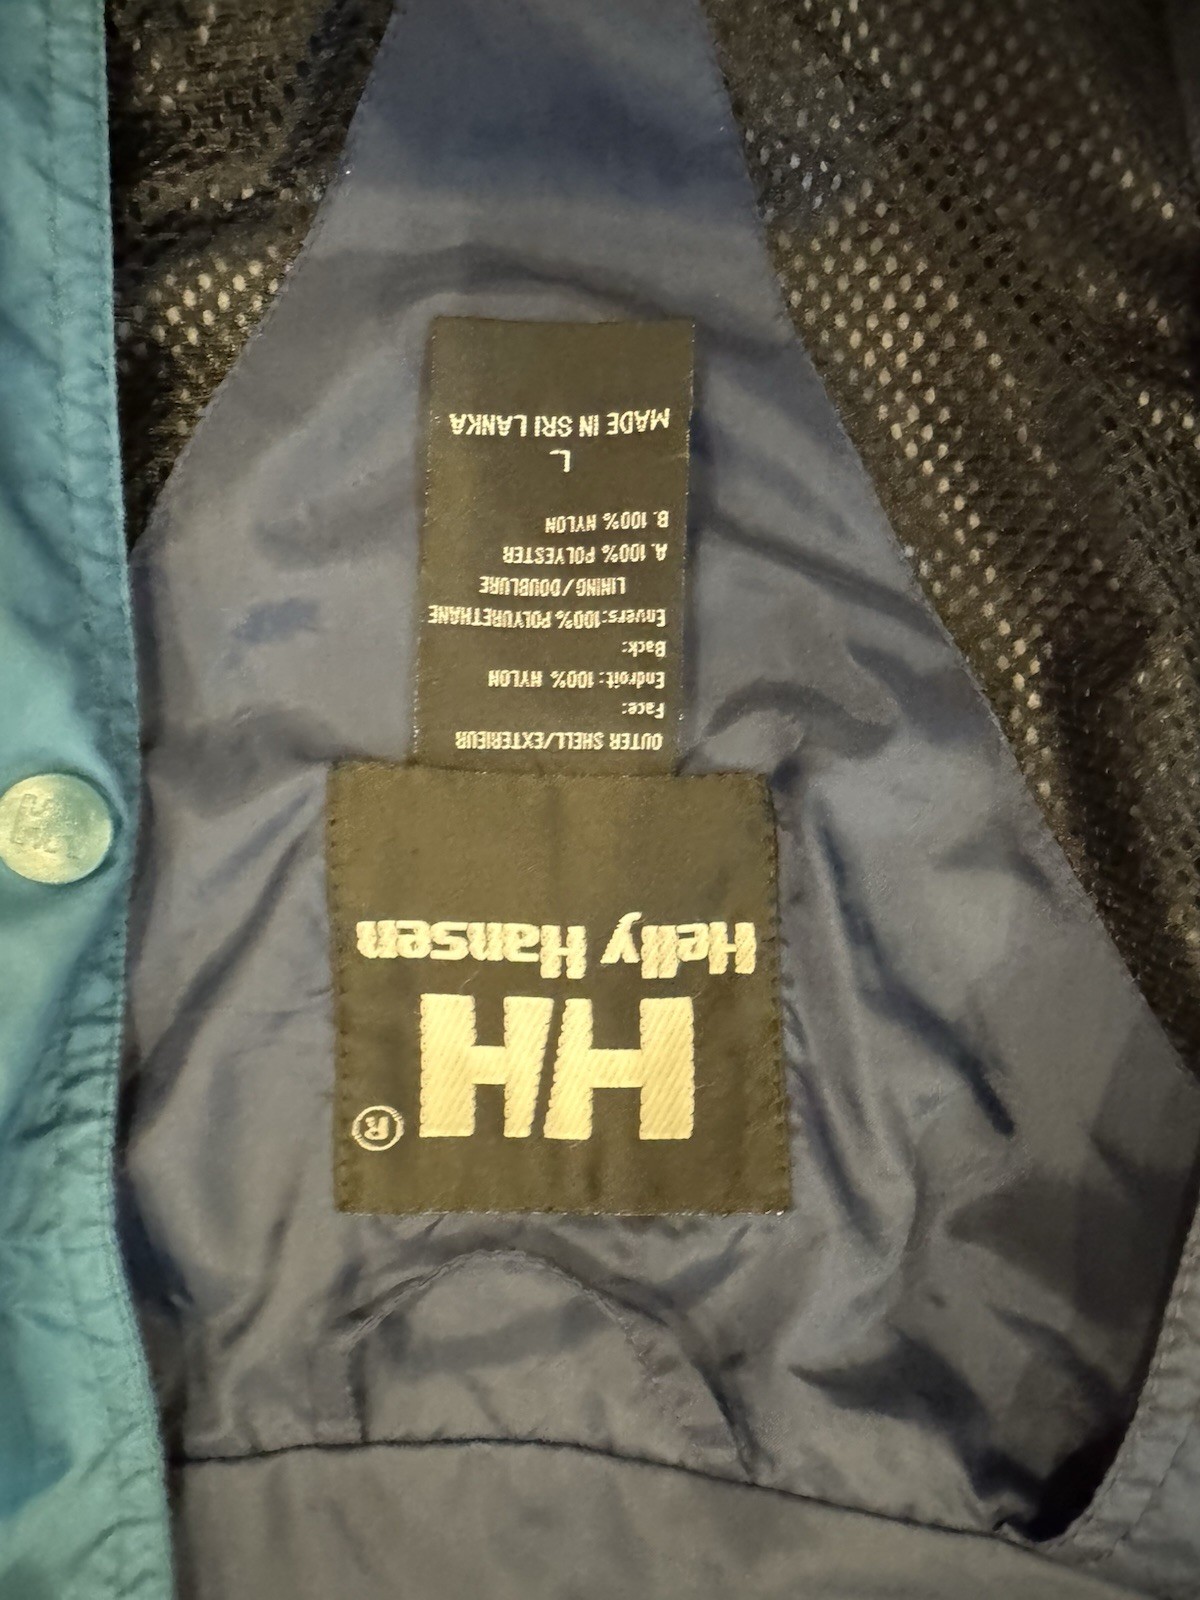 HH ®
Helly Hansen
OUTER SHELL/EXTERIEUR
Face:
Endroit: 100% NYLON
Back:
Envers:100% POLYURETHANE
LINING/DOUBLURE
A. 100% POLYESTER
B. 100% NYLON
L
MADE IN SRI LANKA